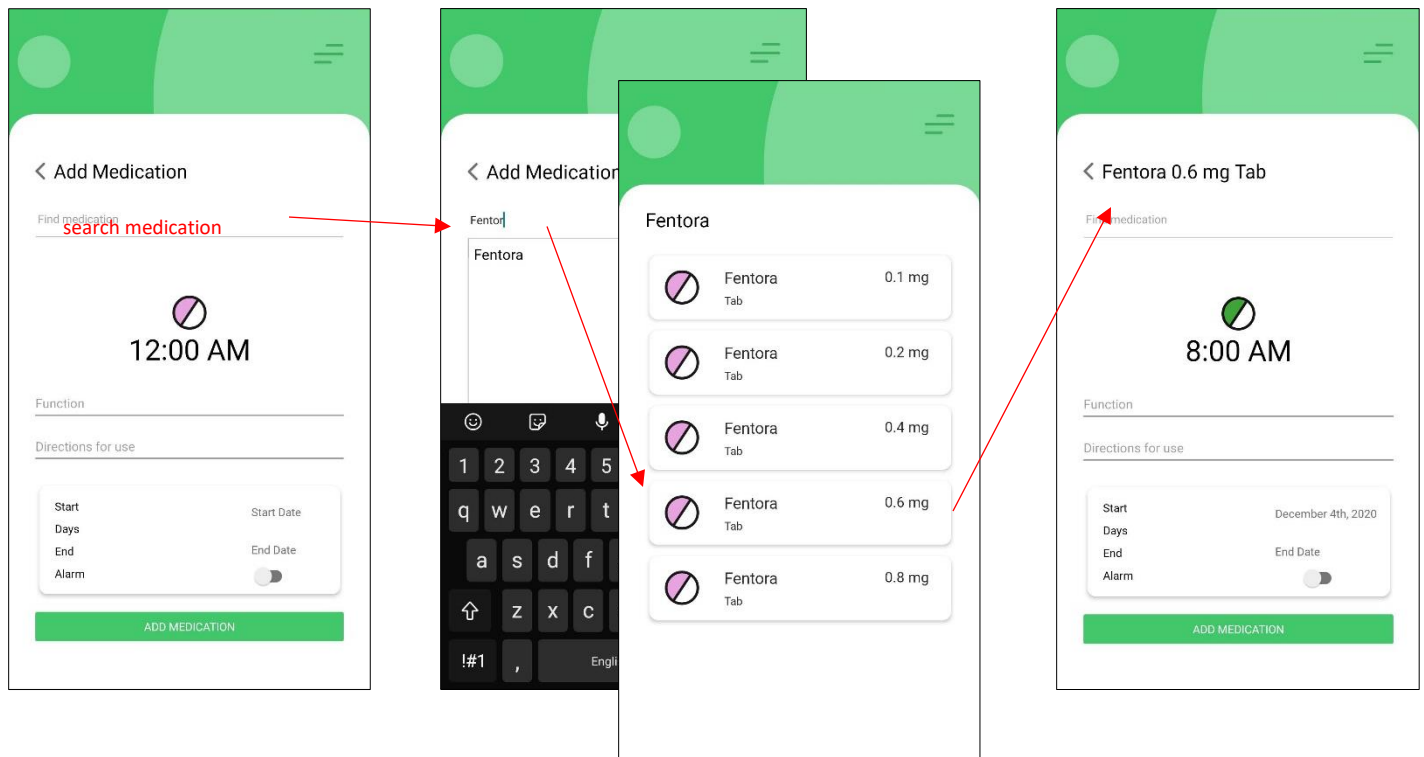 Add Medication
Find medication
search medication
12:00 AM
Function
Directions for use
Start
Start Date
Days
End
End Date
Alarm
ADD MEDICATION
Add Medication
Fentor
Fentora
1 2 3 4 5
q w e r t
a s d f
z x c
!#1 , Engli
Fentora
Fentora 0.1 mg
Tab
Fentora 0.2 mg
Tab
Fentora 0.4 mg
Tab
Fentora 0.6 mg
Tab
Fentora 0.8 mg
Tab
Fentora 0.6 mg Tab
Find medication
8:00 AM
Function
Directions for use
Start
December 4th, 2020
Days
End
End Date
Alarm
ADD MEDICATION